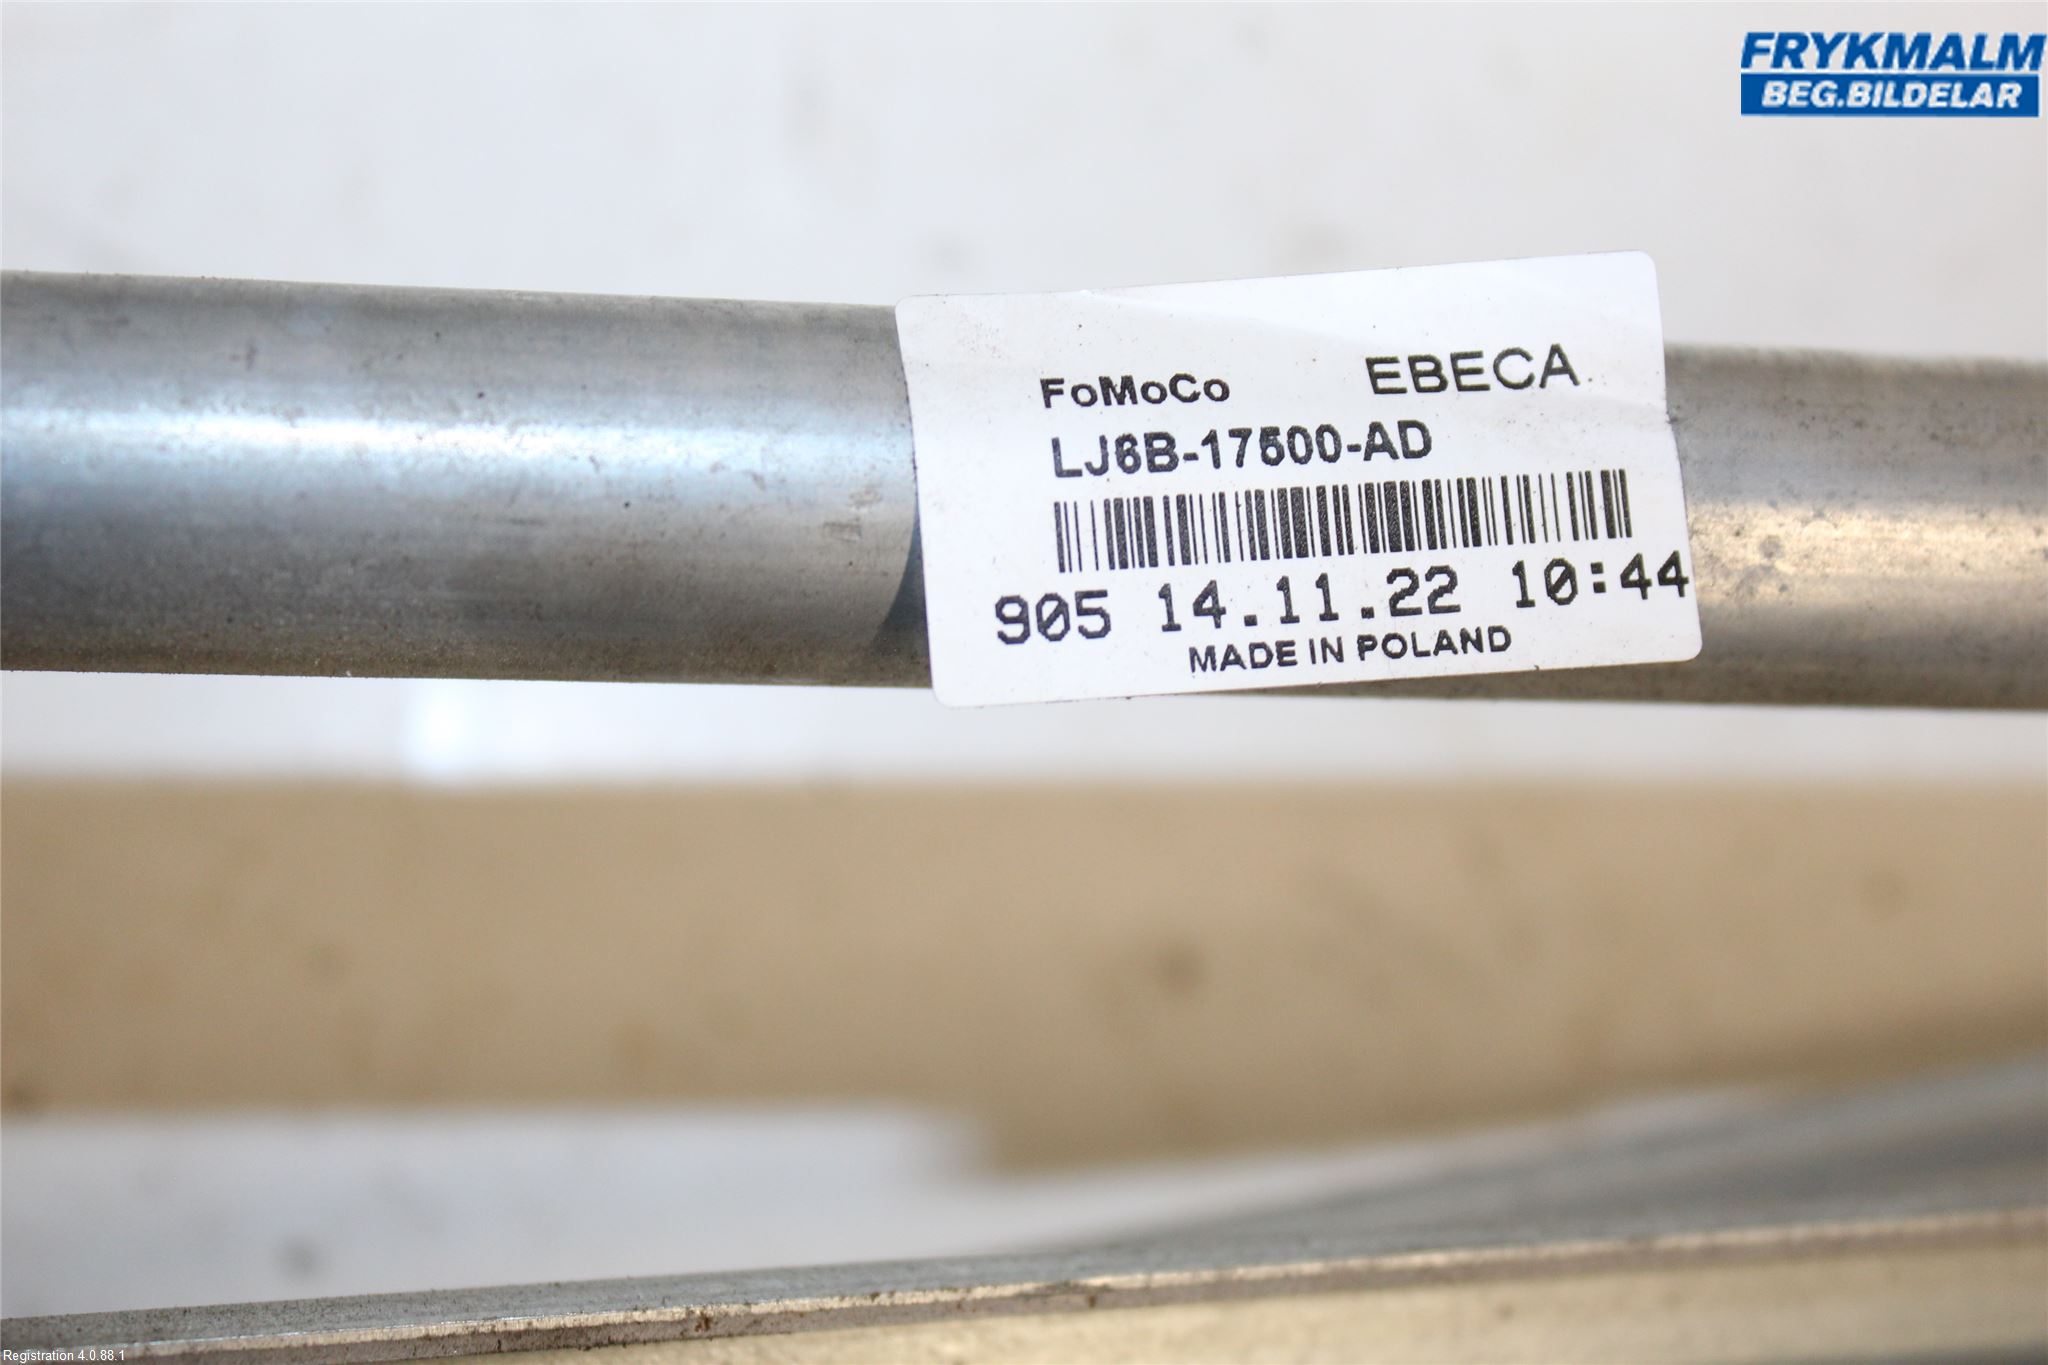 FRYKMALM
BEG.BILDELAR
FoMoCo EBECA
LJ6B-17500-AD
905 14.11.22 10:44
MADE IN POLAND
Registration 4.0.88.1